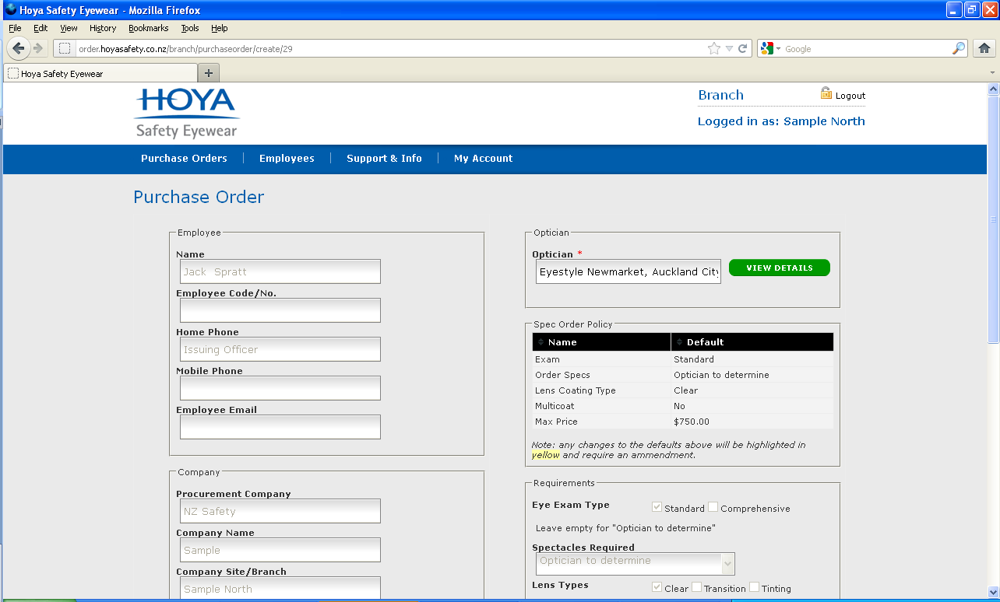 Hoya Safety Eyewear - Mozilla Firefox
File Edit View History Bookmarks Tools Help
order.hoyasafety.co.nz/branch/purchaseorder/create/29
Google
Hoya Safety Eyewear
HOYA
Safety Eyewear
Branch
Logout
Logged in as: Sample North
Purchase Orders
Employees
Support & Info
My Account
Purchase Order
Employee
Name
Jack Spratt
Employee Code/No.
Home Phone
Issuing Officer
Mobile Phone
Employee Email
Company
Procurement Company
NZ Safety
Company Name
Sample
Company Site/Branch
Sample North
Optician
Optician *
Eyestyle Newmarket, Auckland City
VIEW DETAILS
Spec Order Policy
Name Default
Exam Standard
Order Specs Optician to determine
Lens Coating Type Clear
Multicoat No
Max Price $750.00
Note: any changes to the defaults above will be highlighted in
yellow and require an ammendment.
Requirements
Eye Exam Type Standard Comprehensive
Leave empty for "Optician to determine"
Spectacles Required
Optician to determine
Lens Types Clear Transition Tinting